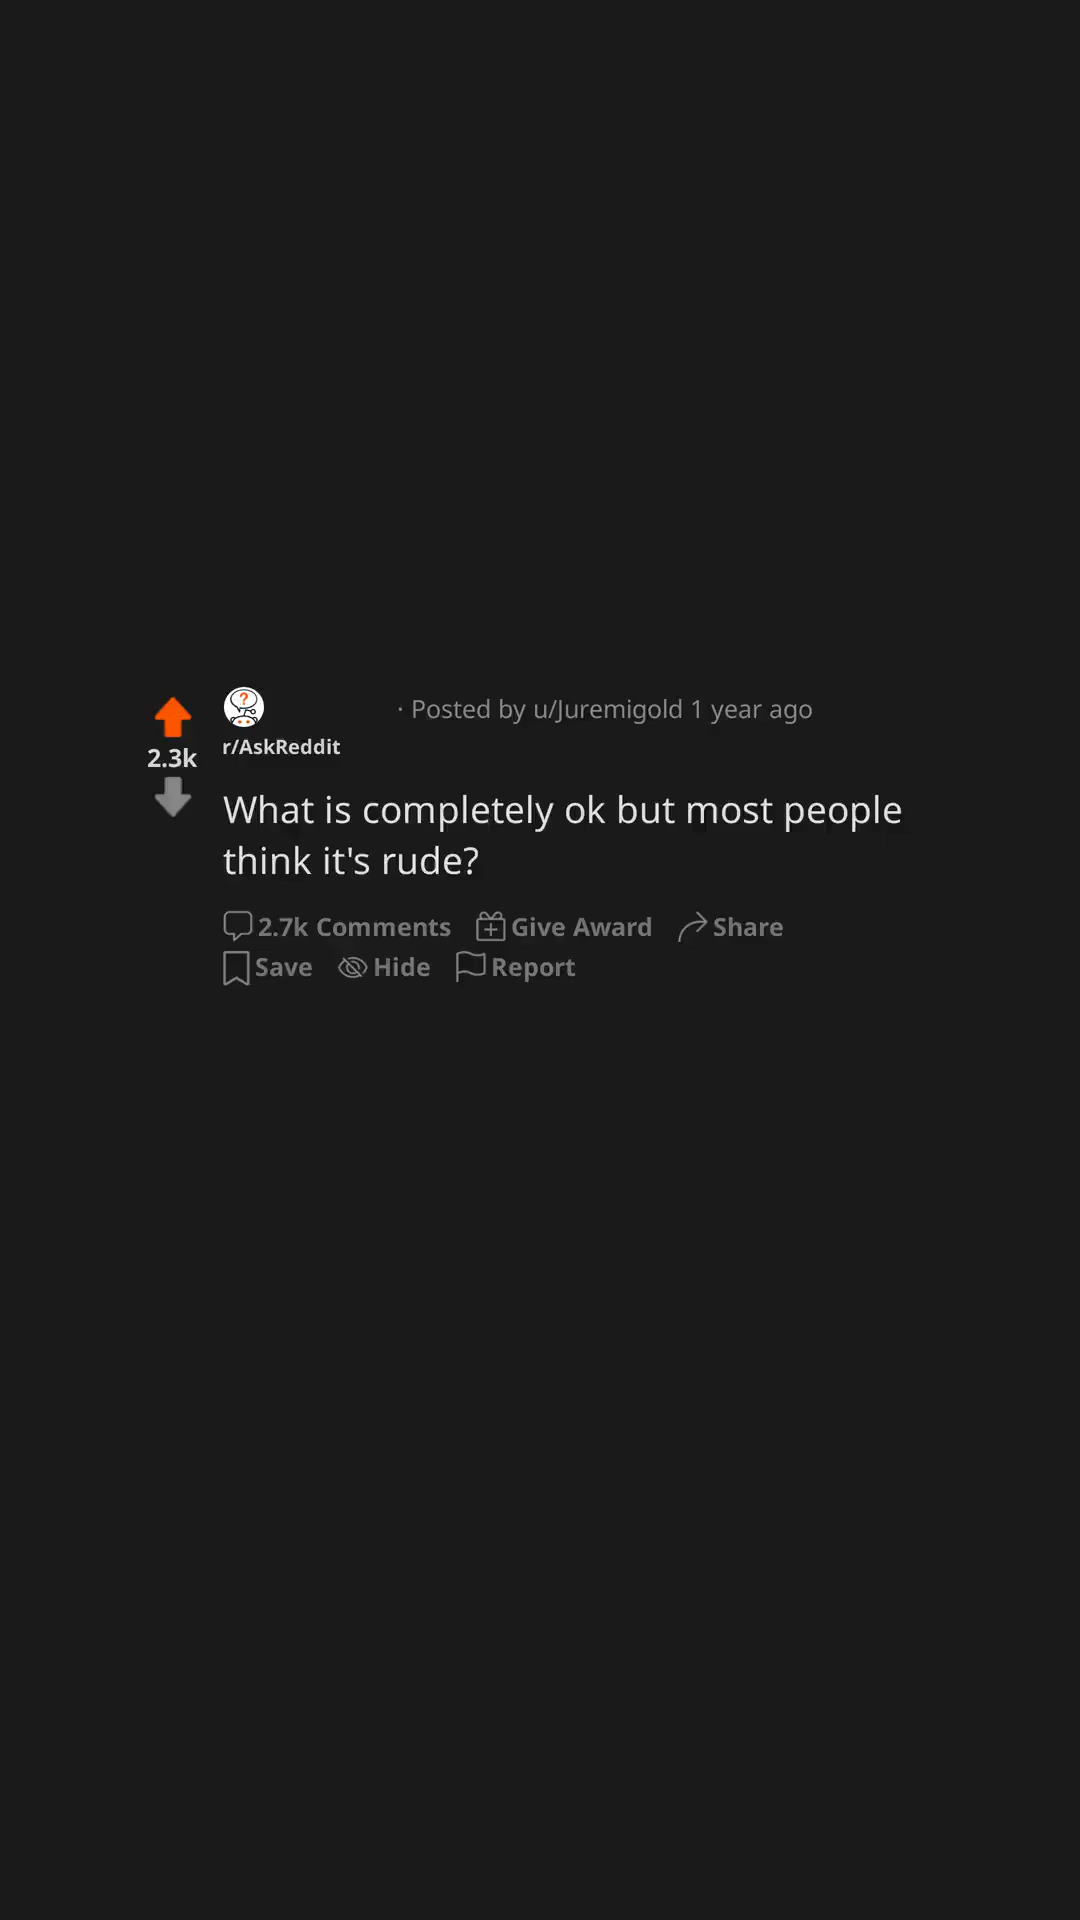 · Posted by u/Juremigold 1 year ago
r/AskReddit
2.3k
What is completely ok but most people
think it's rude?
2.7k Comments Give Award Share
Save Hide Report